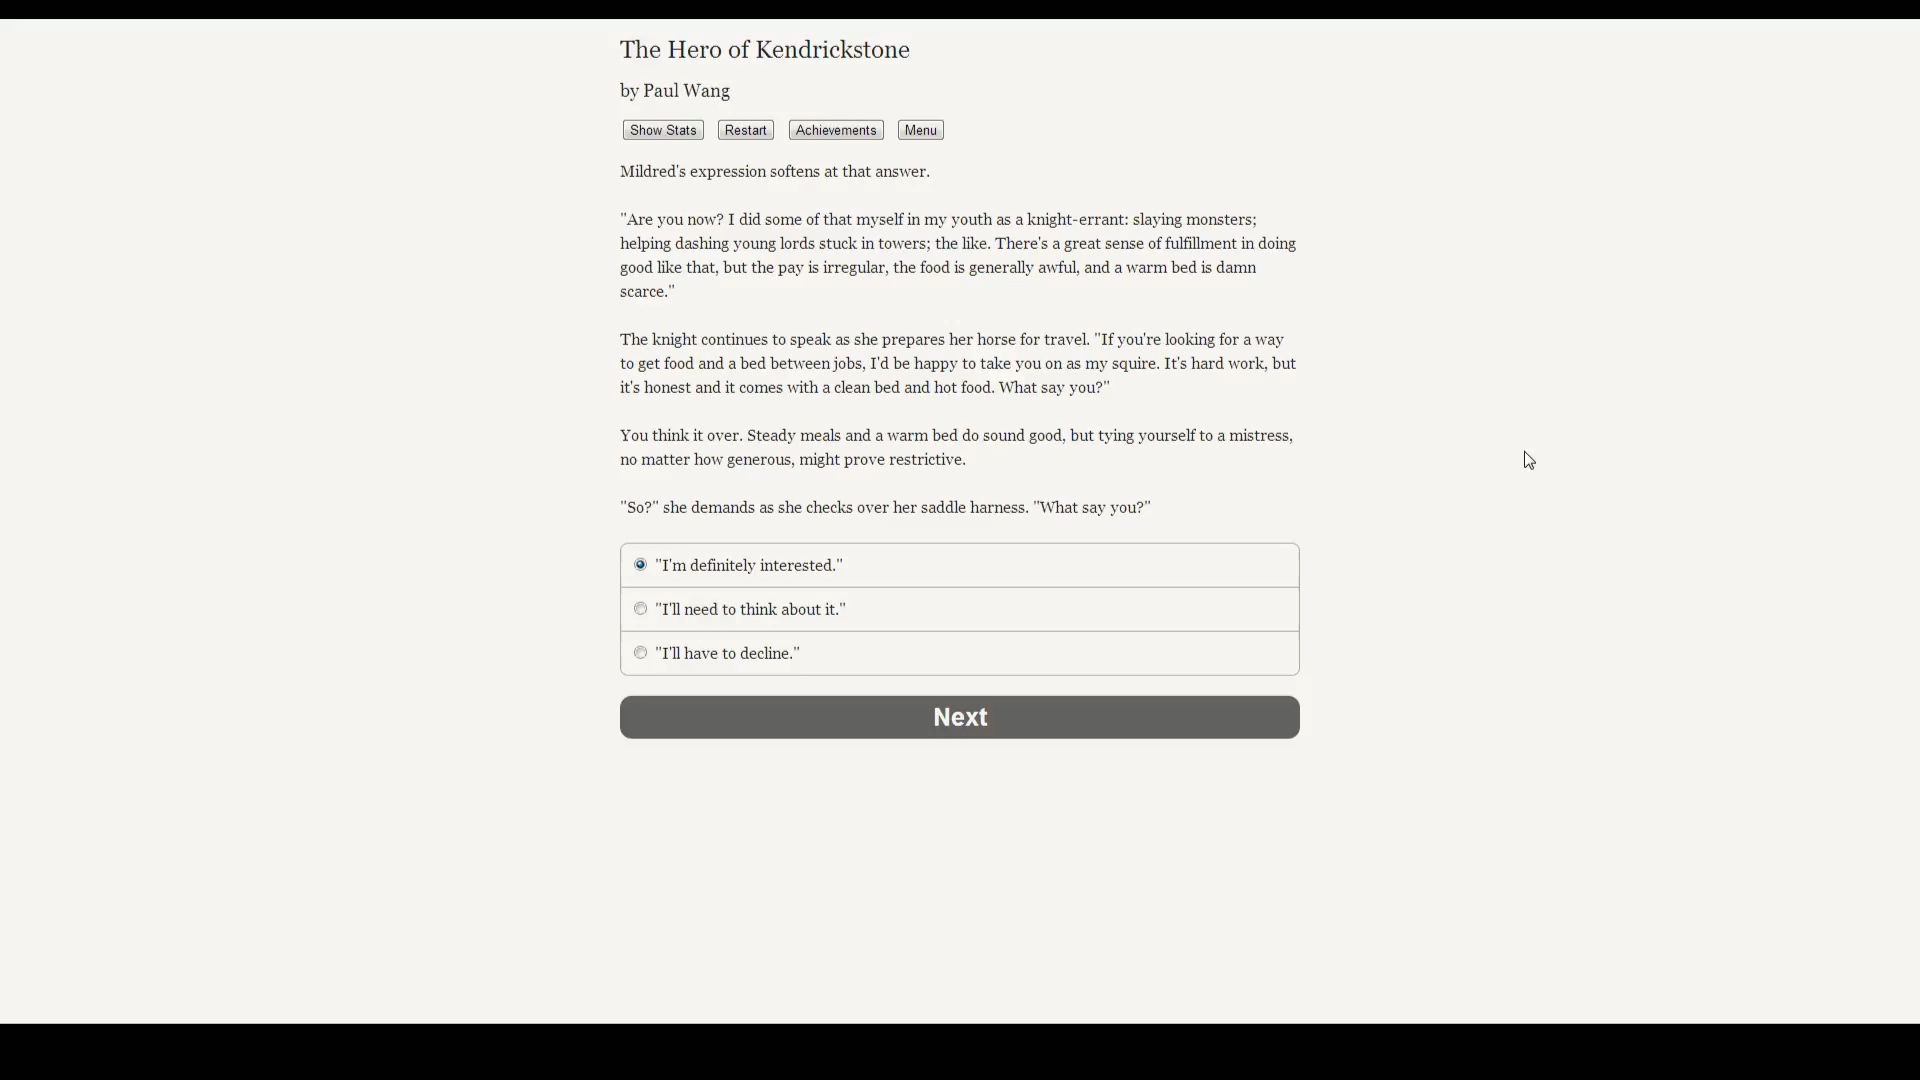 The Hero of Kendrickstone
by Paul Wang
Show Stats Restart Achievements Menu
Mildred's expression softens at that answer.
"Are you now? I did some of that myself in my youth as a knight-errant: slaying monsters;
helping dashing young lords stuck in towers; the like. There's a great sense of fulfillment in doing
good like that, but the pay is irregular, the food is generally awful, and a warm bed is damn
scarce."
The knight continues to speak as she prepares her horse for travel. "If you're looking for a way
to get food and a bed between jobs, I'd be happy to take you on as my squire. It's hard work, but
it's honest and it comes with a clean bed and hot food. What say you?"
You think it over. Steady meals and a warm bed do sound good, but tying yourself to a mistress,
no matter how generous, might prove restrictive.
"So?" she demands as she checks over her saddle harness. "What say you?"
"I'm definitely interested."
"I'll need to think about it."
"I'll have to decline."
Next